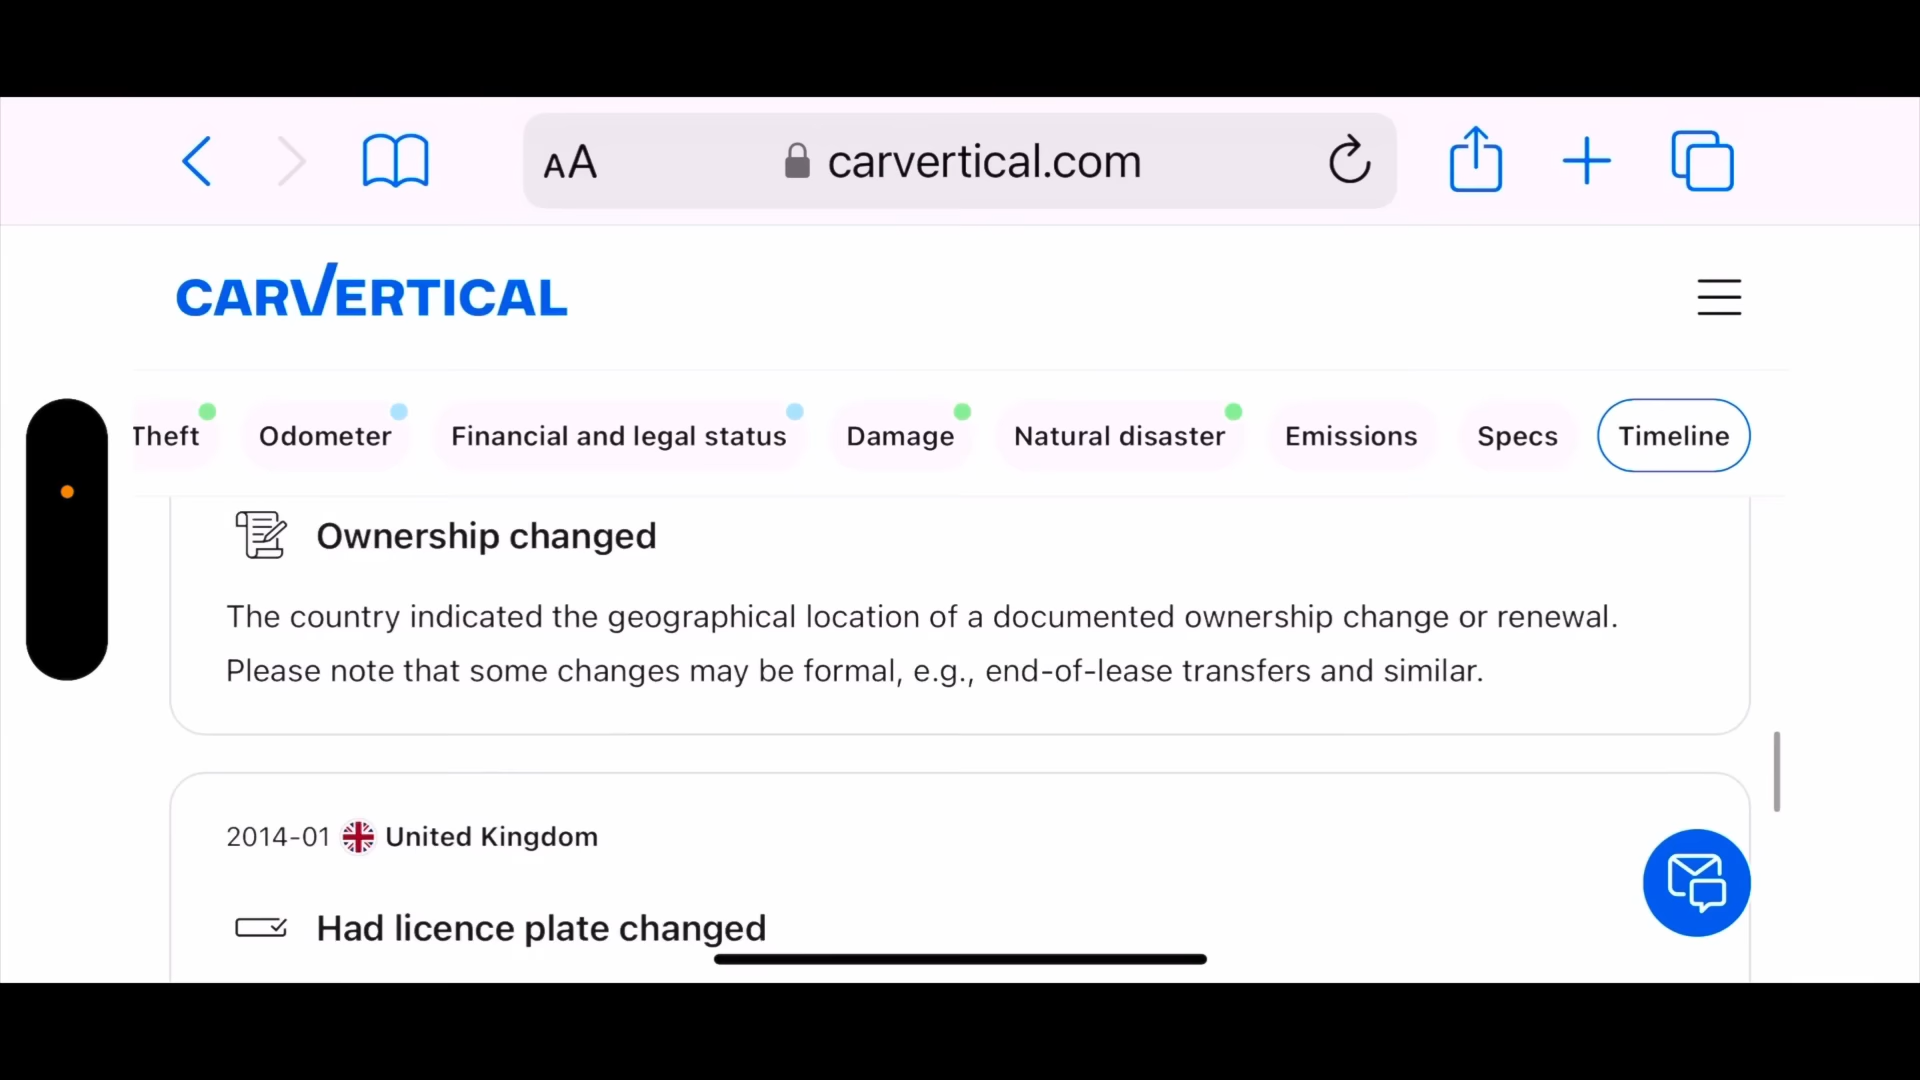 AA
carvertical.com
CARVERTICAL
Theft
Odometer
Financial and legal status
Damage
Natural disaster
Emissions
Specs
Timeline
Ownership changed
The country indicated the geographical location of a documented ownership change or renewal.
Please note that some changes may be formal, e.g., end-of-lease transfers and similar.
2014-01 United Kingdom
Had licence plate changed